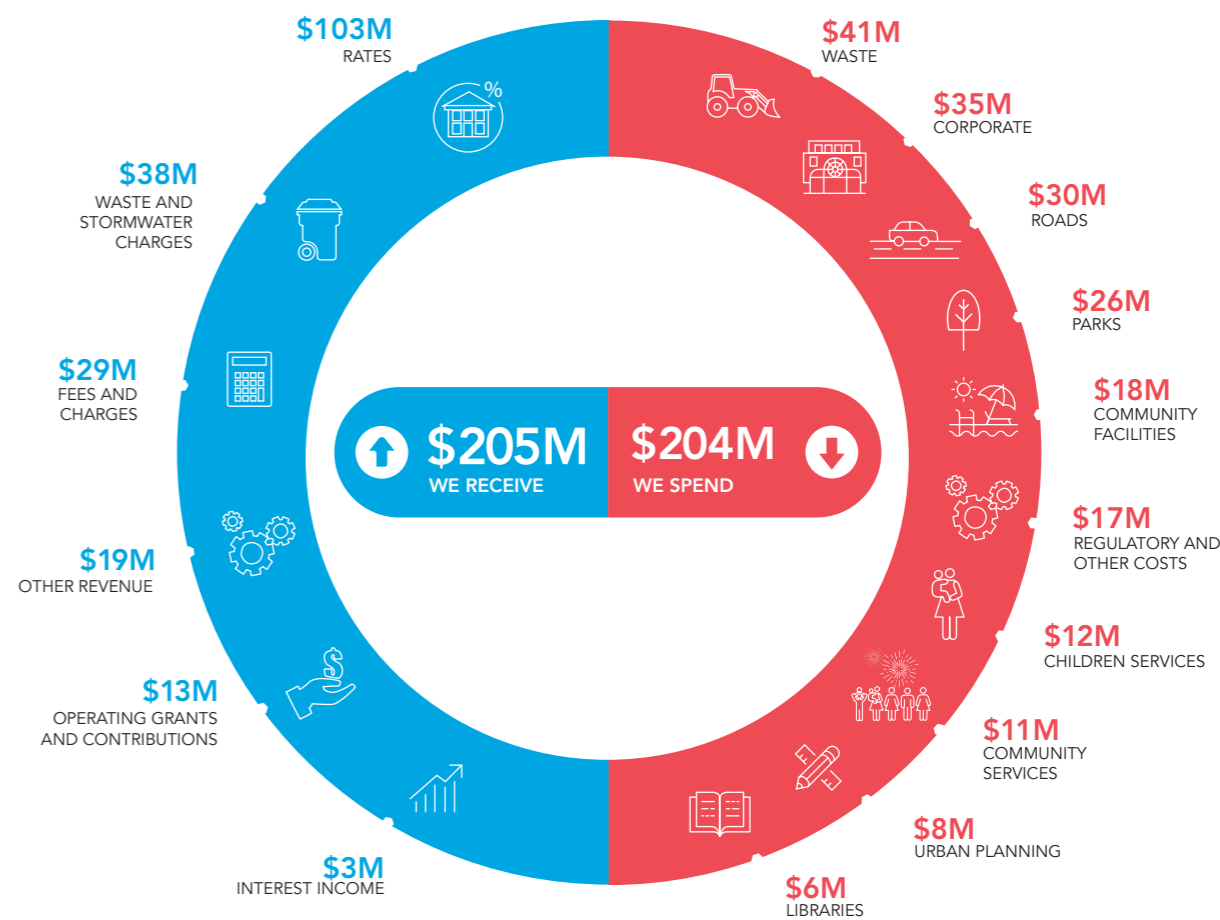 $103M
RATES
$38M
WASTE AND
STORMWATER
CHARGES
$29M
FEES AND
CHARGES
$19M
OTHER REVENUE
$13M
OPERATING GRANTS
AND CONTRIBUTIONS
$3M
INTEREST INCOME
%
$205M
WE RECEIVE
$204M
WE SPEND
$
$41M
WASTE
$35M
CORPORATE
$30M
ROADS
$26M
PARKS
$18M
COMMUNITY
FACILITIES
$17M
REGULATORY AND
OTHER COSTS
$12M
CHILDREN SERVICES
$11M
COMMUNITY
SERVICES
$8M
URBAN PLANNING
$6M
LIBRARIES